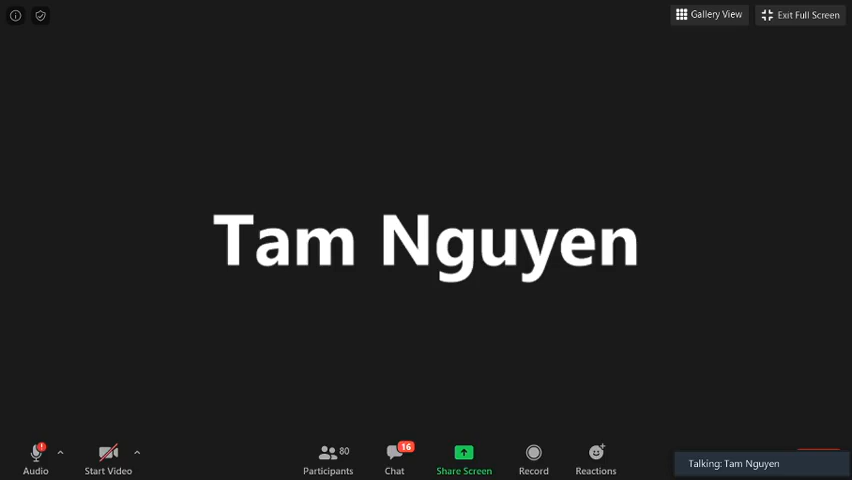 Gallery View
Exit Full Screen
Tam Nguyen
80
16
Audio
Start Video
Participants
Chat
Share Screen
Record
Reactions
Talking: Tam Nguyen